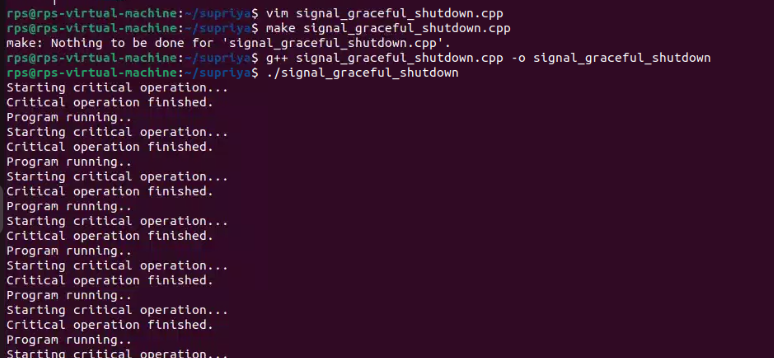 rps@rps-virtual-machine:~/supriya$ vim signal_graceful_shutdown.cpp
rps@rps-virtual-machine:~/supriya$ make signal_graceful_shutdown.cpp
make: Nothing to be done for 'signal_graceful_shutdown.cpp'.
rps@rps-virtual-machine:~/supriya$ g++ signal_graceful_shutdown.cpp -o signal_graceful_shutdown
rps@rps-virtual-machine:~/supriya$ ./signal_graceful_shutdown
Starting critical operation...
Critical operation finished.
Program running..
Starting critical operation...
Critical operation finished.
Program running..
Starting critical operation...
Critical operation finished.
Program running..
Starting critical operation...
Critical operation finished.
Program running..
Starting critical operation...
Critical operation finished.
Program running..
Starting critical operation...
Critical operation finished.
Program running..
Starting critical operation...